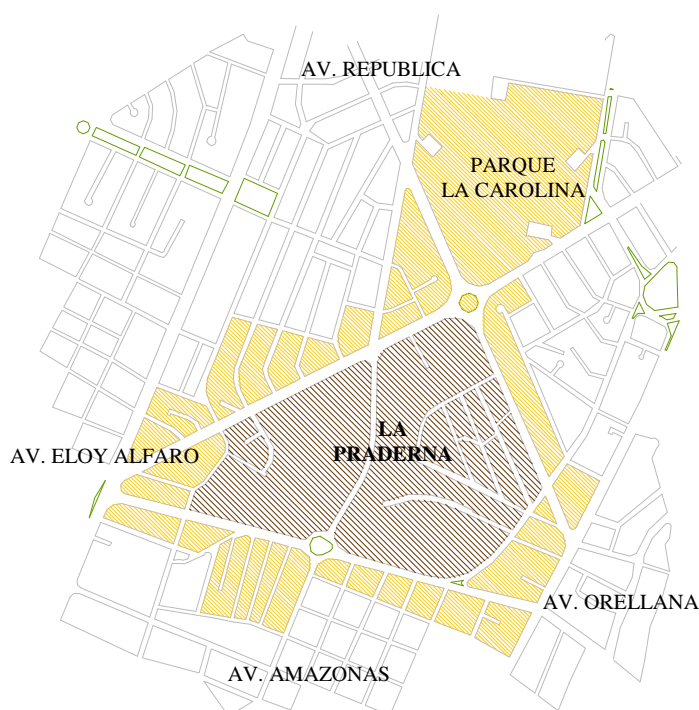 AV. REPUBLICA
PARQUE
LA CAROLINA
LA
PRADERNA
AV. ELOY ALFARO
AV. ORELLANA
AV. AMAZONAS